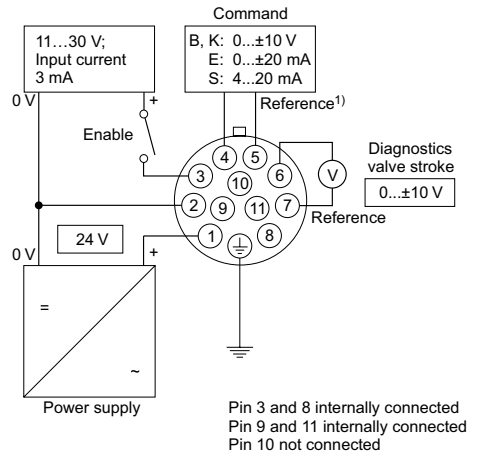 Command
11...30 V;
Input current
3 mA
B, K: 0...±10 V
E: 0...±20 mA
S: 4...20 mA
0 V
+
Reference1)
Enable
4
5
3
6
10
V
Diagnostics
valve stroke
0...±10 V
2
9
11
7
Reference
24 V
1
8
0 V
+
=
~
Power supply
Pin 3 and 8 internally connected
Pin 9 and 11 internally connected
Pin 10 not connected